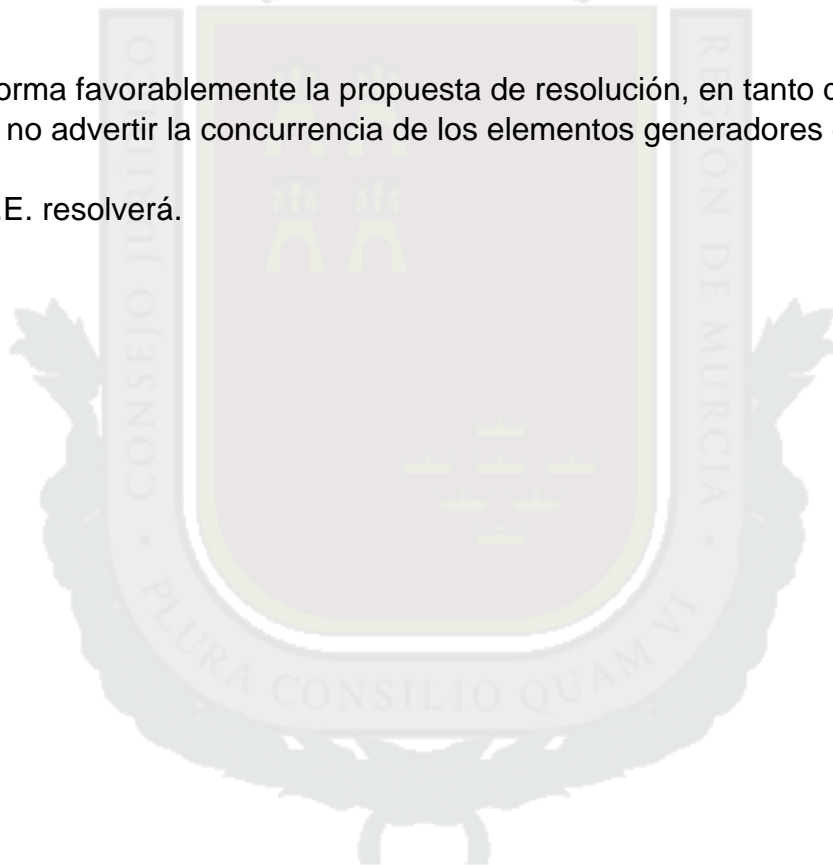 orma favorablemente la propuesta de resolución, en tanto
no advertir la concurrencia de los elementos generadores
.E. resolverá.
CONSEJO JURÍDICO
REGIÓN DE MURCIA
PLURA CONSILIO QUAM VI